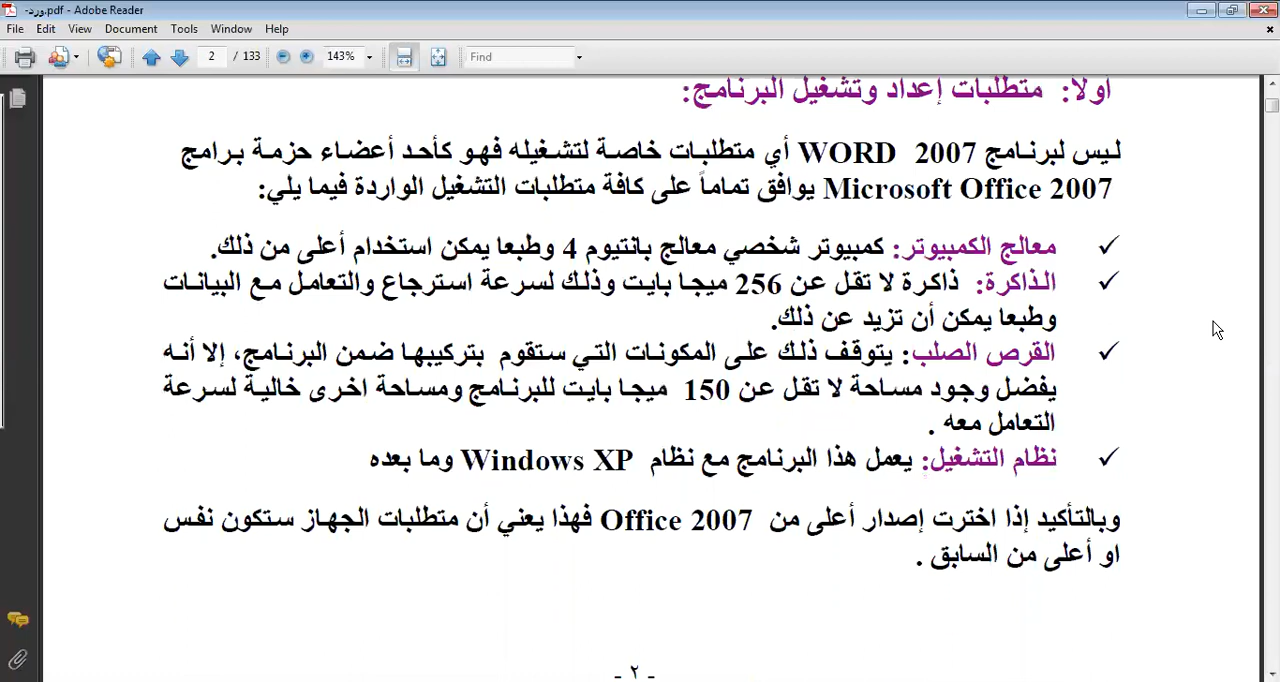 ورد-.pdf - Adobe Reader
File Edit View Document Tools Window Help
2 / 133 143% Find
اولا: متطلبات إعداد وتشغيل البرنامج:
ليس لبرنامج WORD 2007 أي متطلبات خاصة لتشغيله فهو كأحد أعضاء حزمة برامج
Microsoft Office 2007 يوافق تماماً على كافة متطلبات التشغيل الواردة فيما يلي:
✓ معالج الكمبيوتر: كمبيوتر شخصي معالج بانتيوم 4 وطبعا يمكن استخدام أعلى من ذلك.
✓ الذاكرة: ذاكرة لا تقل عن 256 ميجا بايت وذلك لسرعة استرجاع والتعامل مع البيانات
وطبعا يمكن أن تزيد عن ذلك.
✓ القرص الصلب: يتوقف ذلك على المكونات التي ستقوم بتركيبها ضمن البرنامج، إلا أنه
يفضل وجود مساحة لا تقل عن 150 ميجا بايت للبرنامج ومساحة اخرى خالية لسرعة
التعامل معه .
✓ نظام التشغيل: يعمل هذا البرنامج مع نظام Windows XP وما بعده
وبالتأكيد إذا اخترت إصدار أعلى من Office 2007 فهذا يعني أن متطلبات الجهاز ستكون نفس
او أعلى من السابق .
- ٢ -